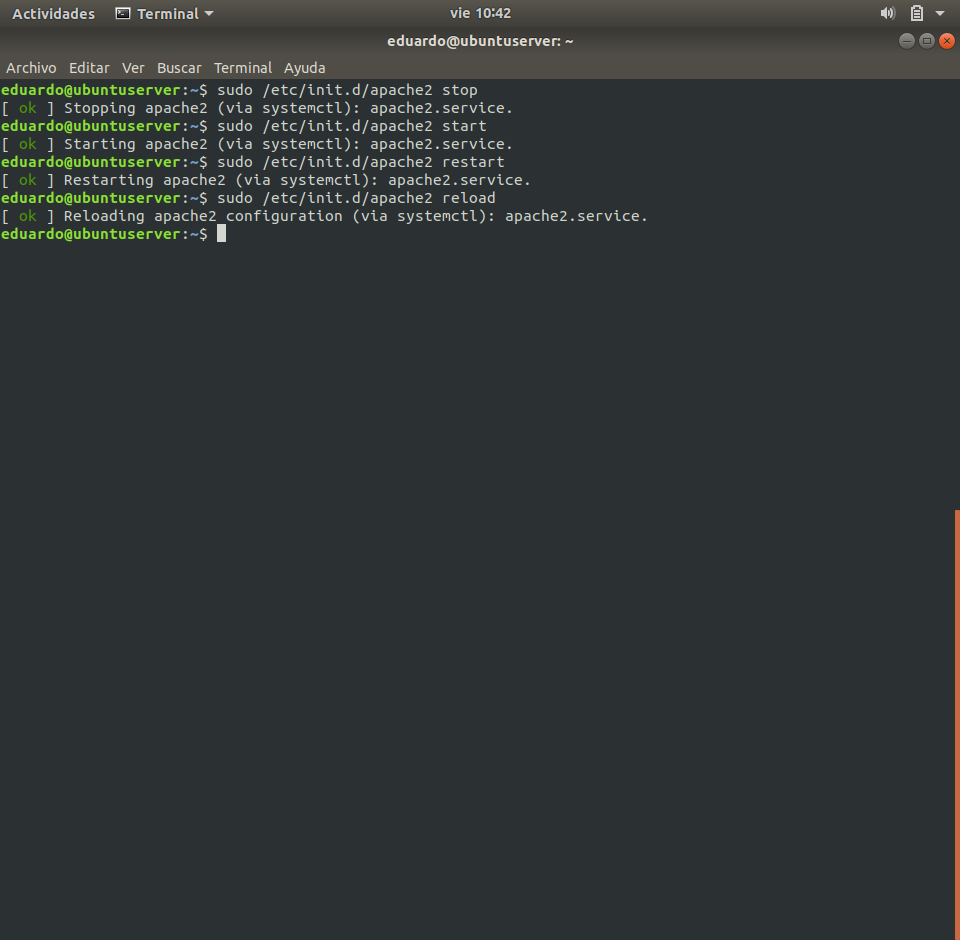 Actividades Terminal vie 10:42
eduardo@ubuntuserver: ~
Archivo Editar Ver Buscar Terminal Ayuda
eduardo@ubuntuserver:~$ sudo /etc/init.d/apache2 stop
[ ok ] Stopping apache2 (via systemctl): apache2.service.
eduardo@ubuntuserver:~$ sudo /etc/init.d/apache2 start
[ ok ] Starting apache2 (via systemctl): apache2.service.
eduardo@ubuntuserver:~$ sudo /etc/init.d/apache2 restart
[ ok ] Restarting apache2 (via systemctl): apache2.service.
eduardo@ubuntuserver:~$ sudo /etc/init.d/apache2 reload
[ ok ] Reloading apache2 configuration (via systemctl): apache2.service.
eduardo@ubuntuserver:~$